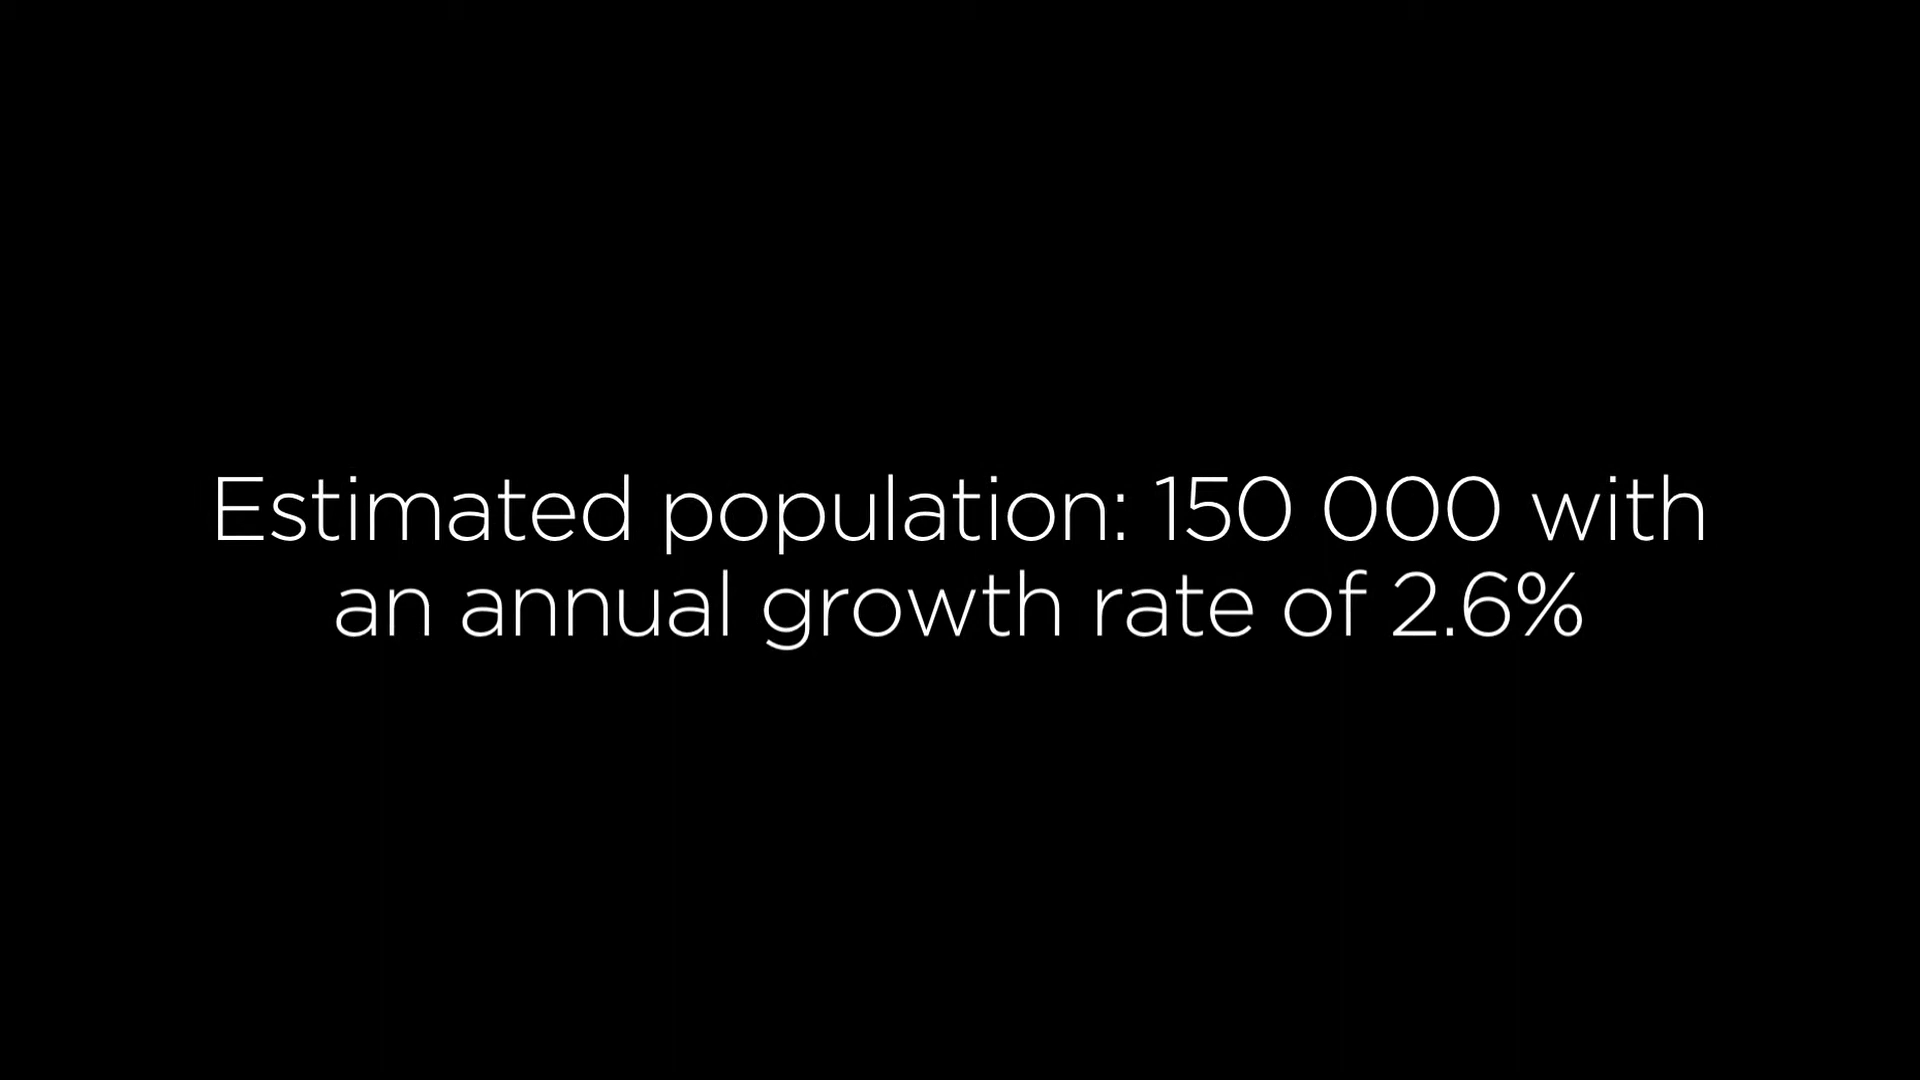 Estimated population: 150 000 with
an annual growth rate of 2.6%